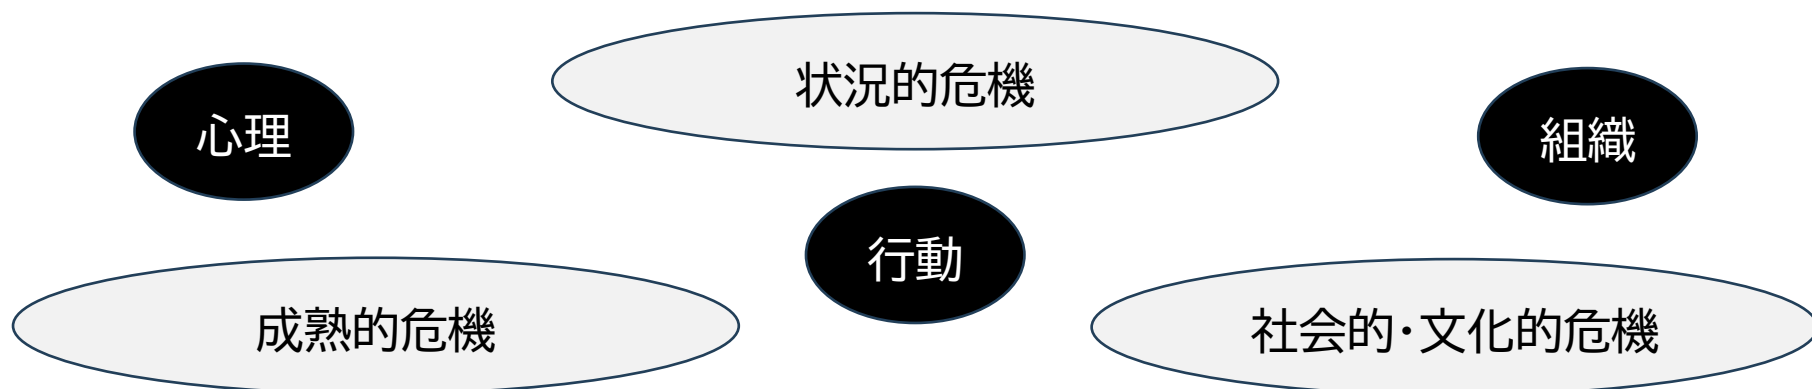 状況的危機
心理
組織
行動
成熟的危機
社会的・文化的危機